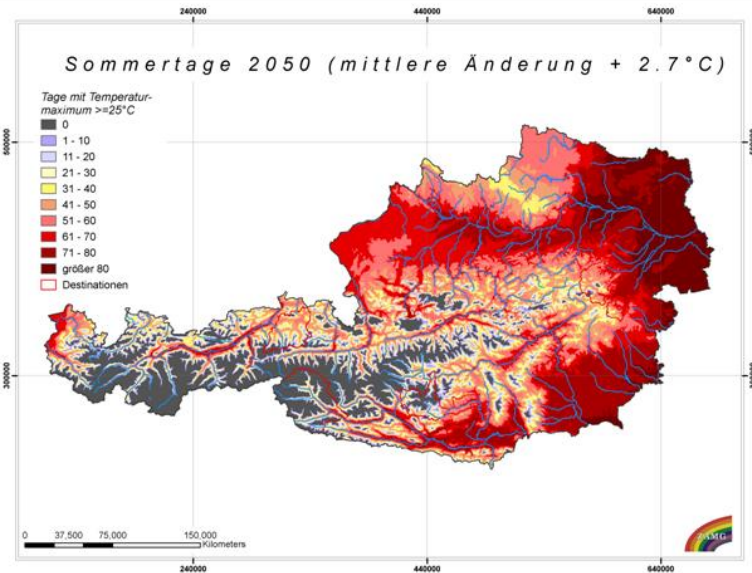 240000 440000 640000
Sommertage 2050 (mittlere Änderung + 2.7°C)
Tage mit Temperatur-
maximum >=25°C
0
1 - 10
11 - 20
21 - 30
31 - 40
41 - 50
51 - 60
61 - 70
71 - 80
größer 80
Destinationen
0 37,500 75,000 150,000
Kilometers
ZAMG
240000 440000 640000